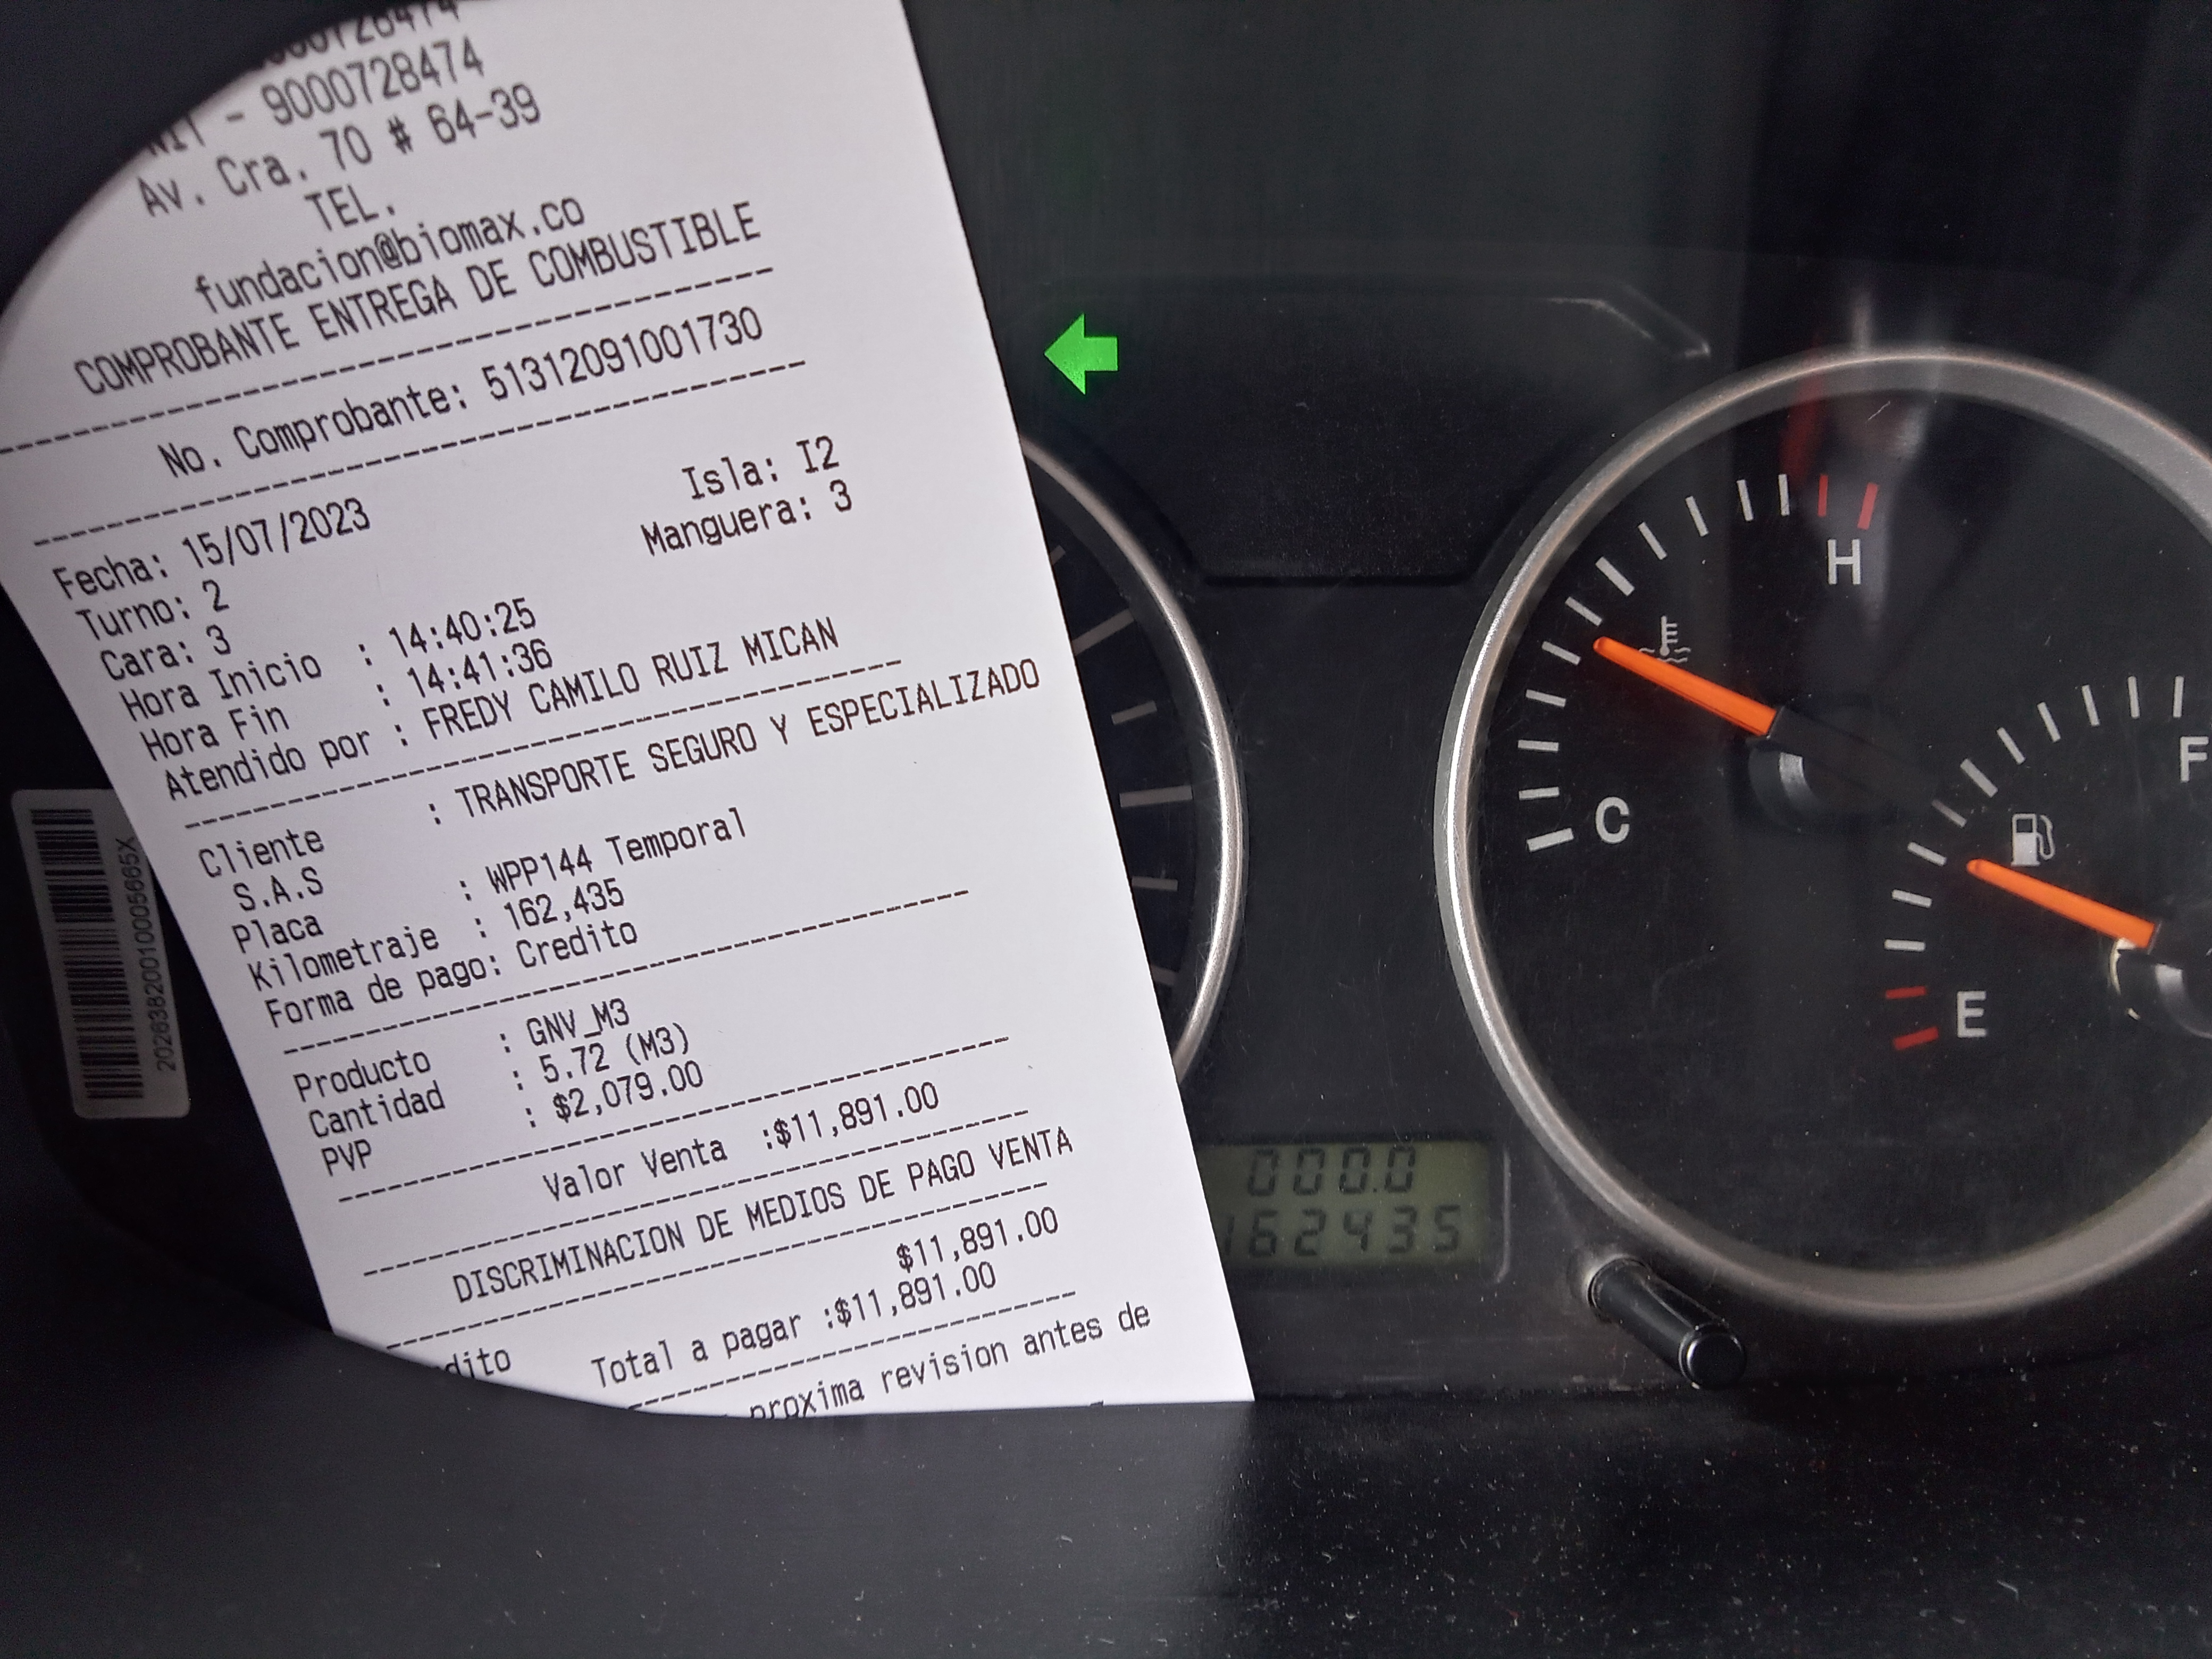 NIT - 9000728474
Av. Cra. 70 # 64-39
TEL.
fundacion@biomax.co
COMPROBANTE ENTREGA DE COMBUSTIBLE
No. Comprobante: 51312091001730
Fecha: 15/07/2023 Isla: I2
Turno: 2 Manguera: 3
Cara: 3
Hora Inicio : 14:40:25
Hora Fin : 14:41:36
Atendido por : FREDY CAMILO RUIZ MICAN
Cliente : TRANSPORTE SEGURO Y ESPECIALIZADO
S.A.S
Placa : WPP144 Temporal
Kilometraje : 162,435
Forma de pago: Credito
Producto : GNV_M3
Cantidad : 5.72 (M3)
PVP : $2,079.00
Valor Venta :$11,891.00
DISCRIMINACION DE MEDIOS DE PAGO VENTA
dito $11,891.00
Total a pagar :$11,891.00
proxima revision antes de
20263820010005665X
H
C
F
E
000.0
162435